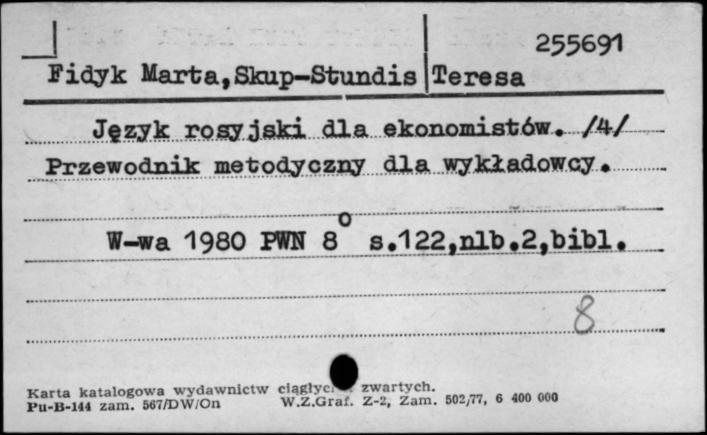 255691
Fidyk Marta, Skup-Stundis Teresa
Język rosyjski dla ekonomistów. /4/
Przewodnik metodyczny dla wykładowcy.
W-wa 1980 PWN 8° s.122,nlb.2,bibl.
8
Karta katalogowa wydawnictw zwartych.
Pu-B-144 zam. 567/DW/On W.Z.Graf. Z-2, Zam. 502/77, 6 400 000